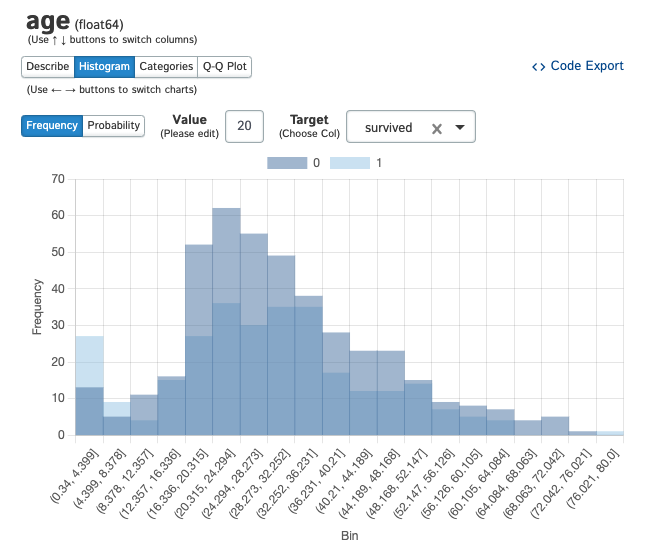 age (float64)
(Use ↑ ↓ buttons to switch columns)
Describe Histogram Categories Q-Q Plot
<> Code Export
(Use ← → buttons to switch charts)
Frequency Probability
Value
(Please edit)
20
Target
(Choose Col)
survived × ▾
0 1
70
60
50
40
30
20
10
0
Frequency
(0.34, 4.399]
(4.399, 8.378]
(8.378, 12.357]
(12.357, 16.336]
(16.336, 20.315]
(20.315, 24.294]
(24.294, 28.273]
(28.273, 32.252]
(32.252, 36.231]
(36.231, 40.21]
(40.21, 44.189]
(44.189, 48.168]
(48.168, 52.147]
(52.147, 56.126]
(56.126, 60.105]
(60.105, 64.084]
(64.084, 68.063]
(68.063, 72.042]
(72.042, 76.021]
(76.021, 80.0]
Bin